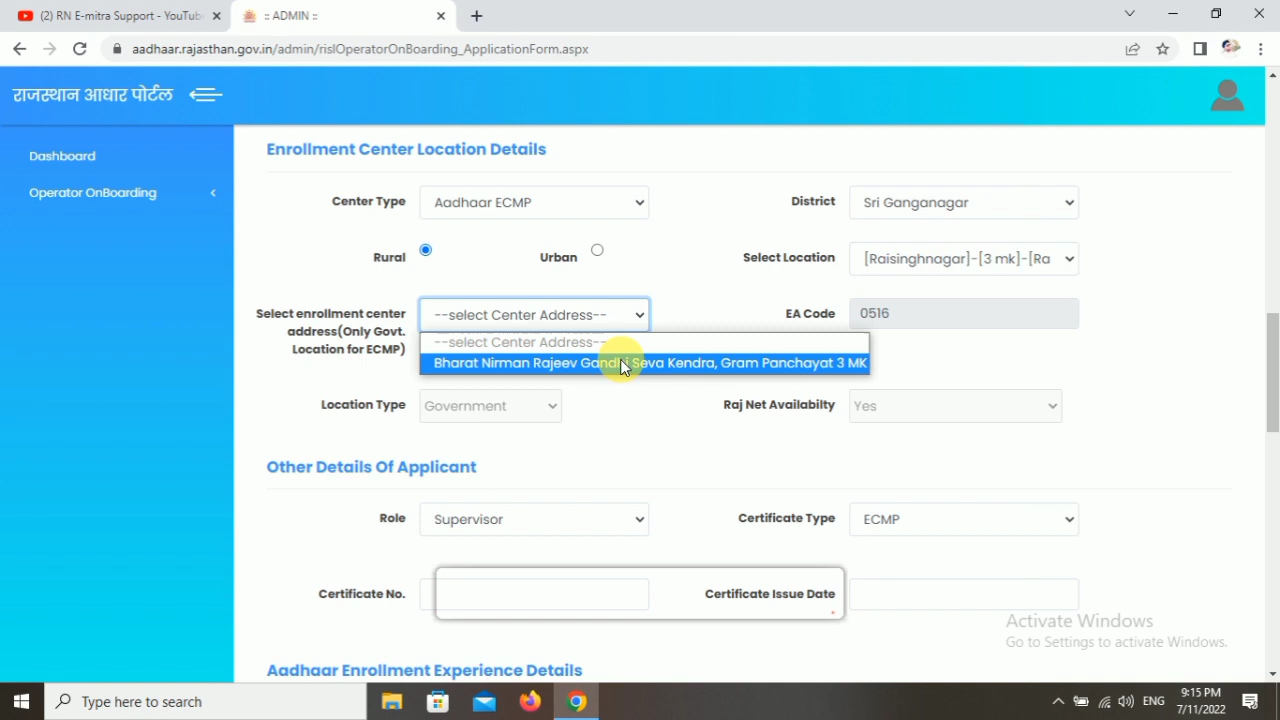 (2) RN E-mitra Support - YouTub
:: ADMIN ::
aadhaar.rajasthan.gov.in/admin/rislOperatorOnBoarding_ApplicationForm.aspx
राजस्थान आधार पोर्टल
Dashboard
Operator OnBoarding
Enrollment Center Location Details
Center Type Aadhaar ECMP District Sri Ganganagar
Rural Urban Select Location [Raisinghnagar]-[3 mk]-[Ra
Select enrollment center address(Only Govt. Location for ECMP) --select Center Address-- EA Code 0516
--select Center Address--
Bharat Nirman Rajeev Gandhi Seva Kendra, Gram Panchayat 3 MK
Location Type Government Raj Net Availabilty Yes
Other Details Of Applicant
Role Supervisor Certificate Type ECMP
Certificate No. Certificate Issue Date
Activate Windows
Go to Settings to activate Windows.
Aadhaar Enrollment Experience Details
Type here to search
ENG
9:15 PM
7/11/2022